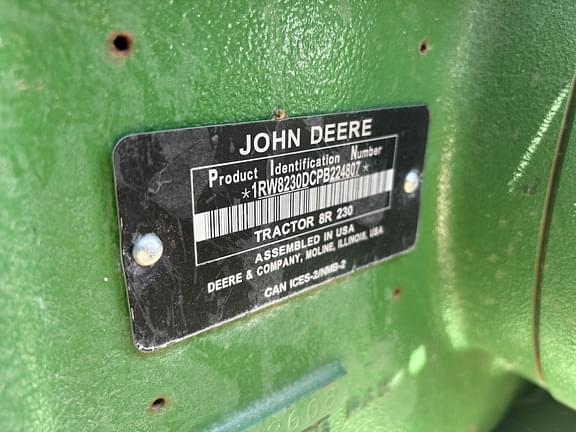 JOHN DEERE
Product Identification Number
*1RW8230DCPB224807*
TRACTOR 8R 230
ASSEMBLED IN USA
DEERE & COMPANY, MOLINE, ILLINOIS, USA
CAN ICES-2/NMB-2